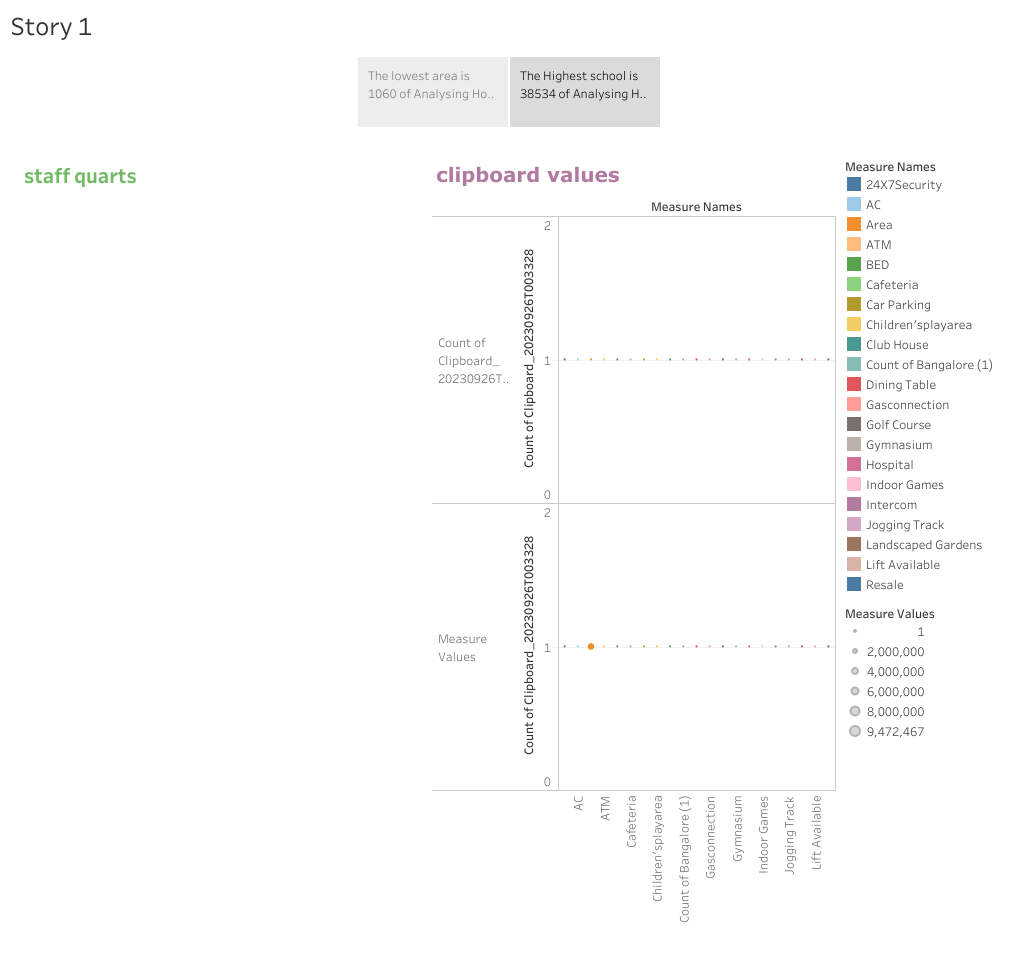 Story 1
The lowest area is
1060 of Analysing Ho..
The Highest school is
38534 of Analysing H..
staff quarts
clipboard values
Measure Names
2
1
0
Count of Clipboard_20230926T003328
Count of
Clipboard_
20230926T..
2
1
0
Count of Clipboard_20230926T003328
Measure
Values
AC
ATM
Cafeteria
Children'splayarea
Count of Bangalore (1)
Gasconnection
Gymnasium
Indoor Games
Jogging Track
Lift Available
Measure Names
24X7Security
AC
Area
ATM
BED
Cafeteria
Car Parking
Children'splayarea
Club House
Count of Bangalore (1)
Dining Table
Gasconnection
Golf Course
Gymnasium
Hospital
Indoor Games
Intercom
Jogging Track
Landscaped Gardens
Lift Available
Resale
Measure Values
1
2,000,000
4,000,000
6,000,000
8,000,000
9,472,467